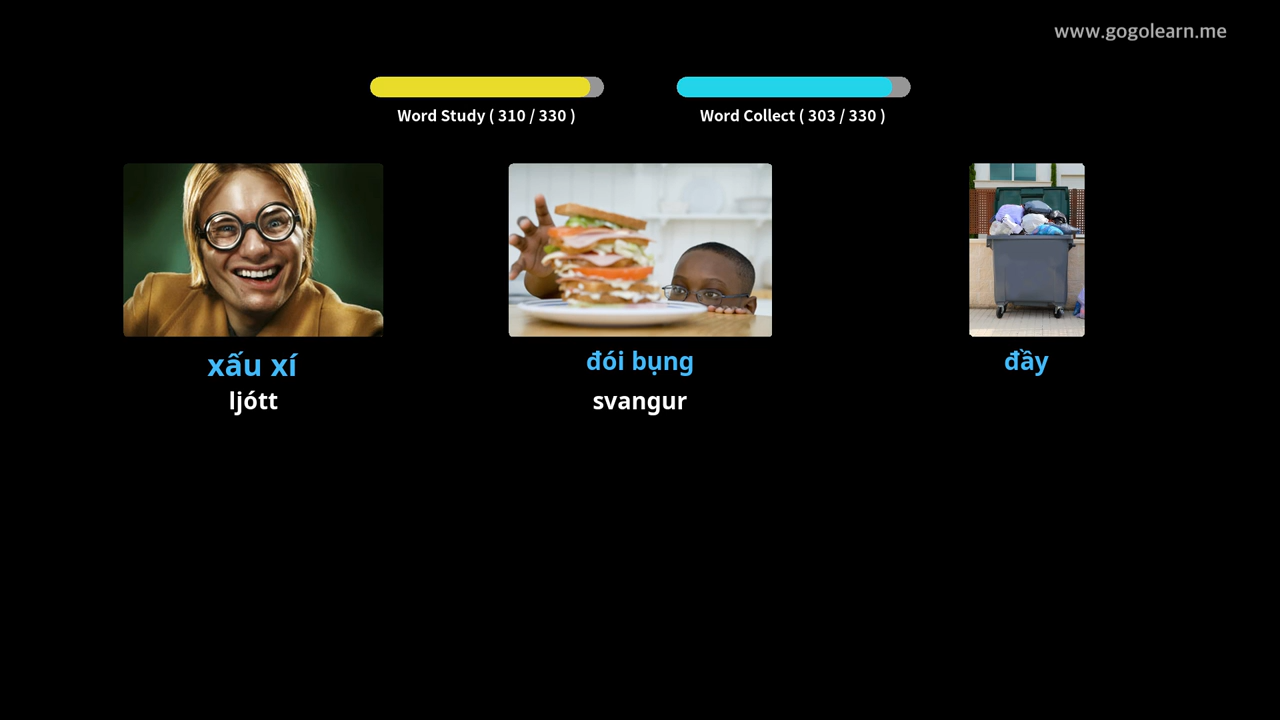 www.gogolearn.me
Word Study ( 310 / 330 )
Word Collect ( 303 / 330 )
xấu xí
ljótt
đói bụng
svangur
đầy